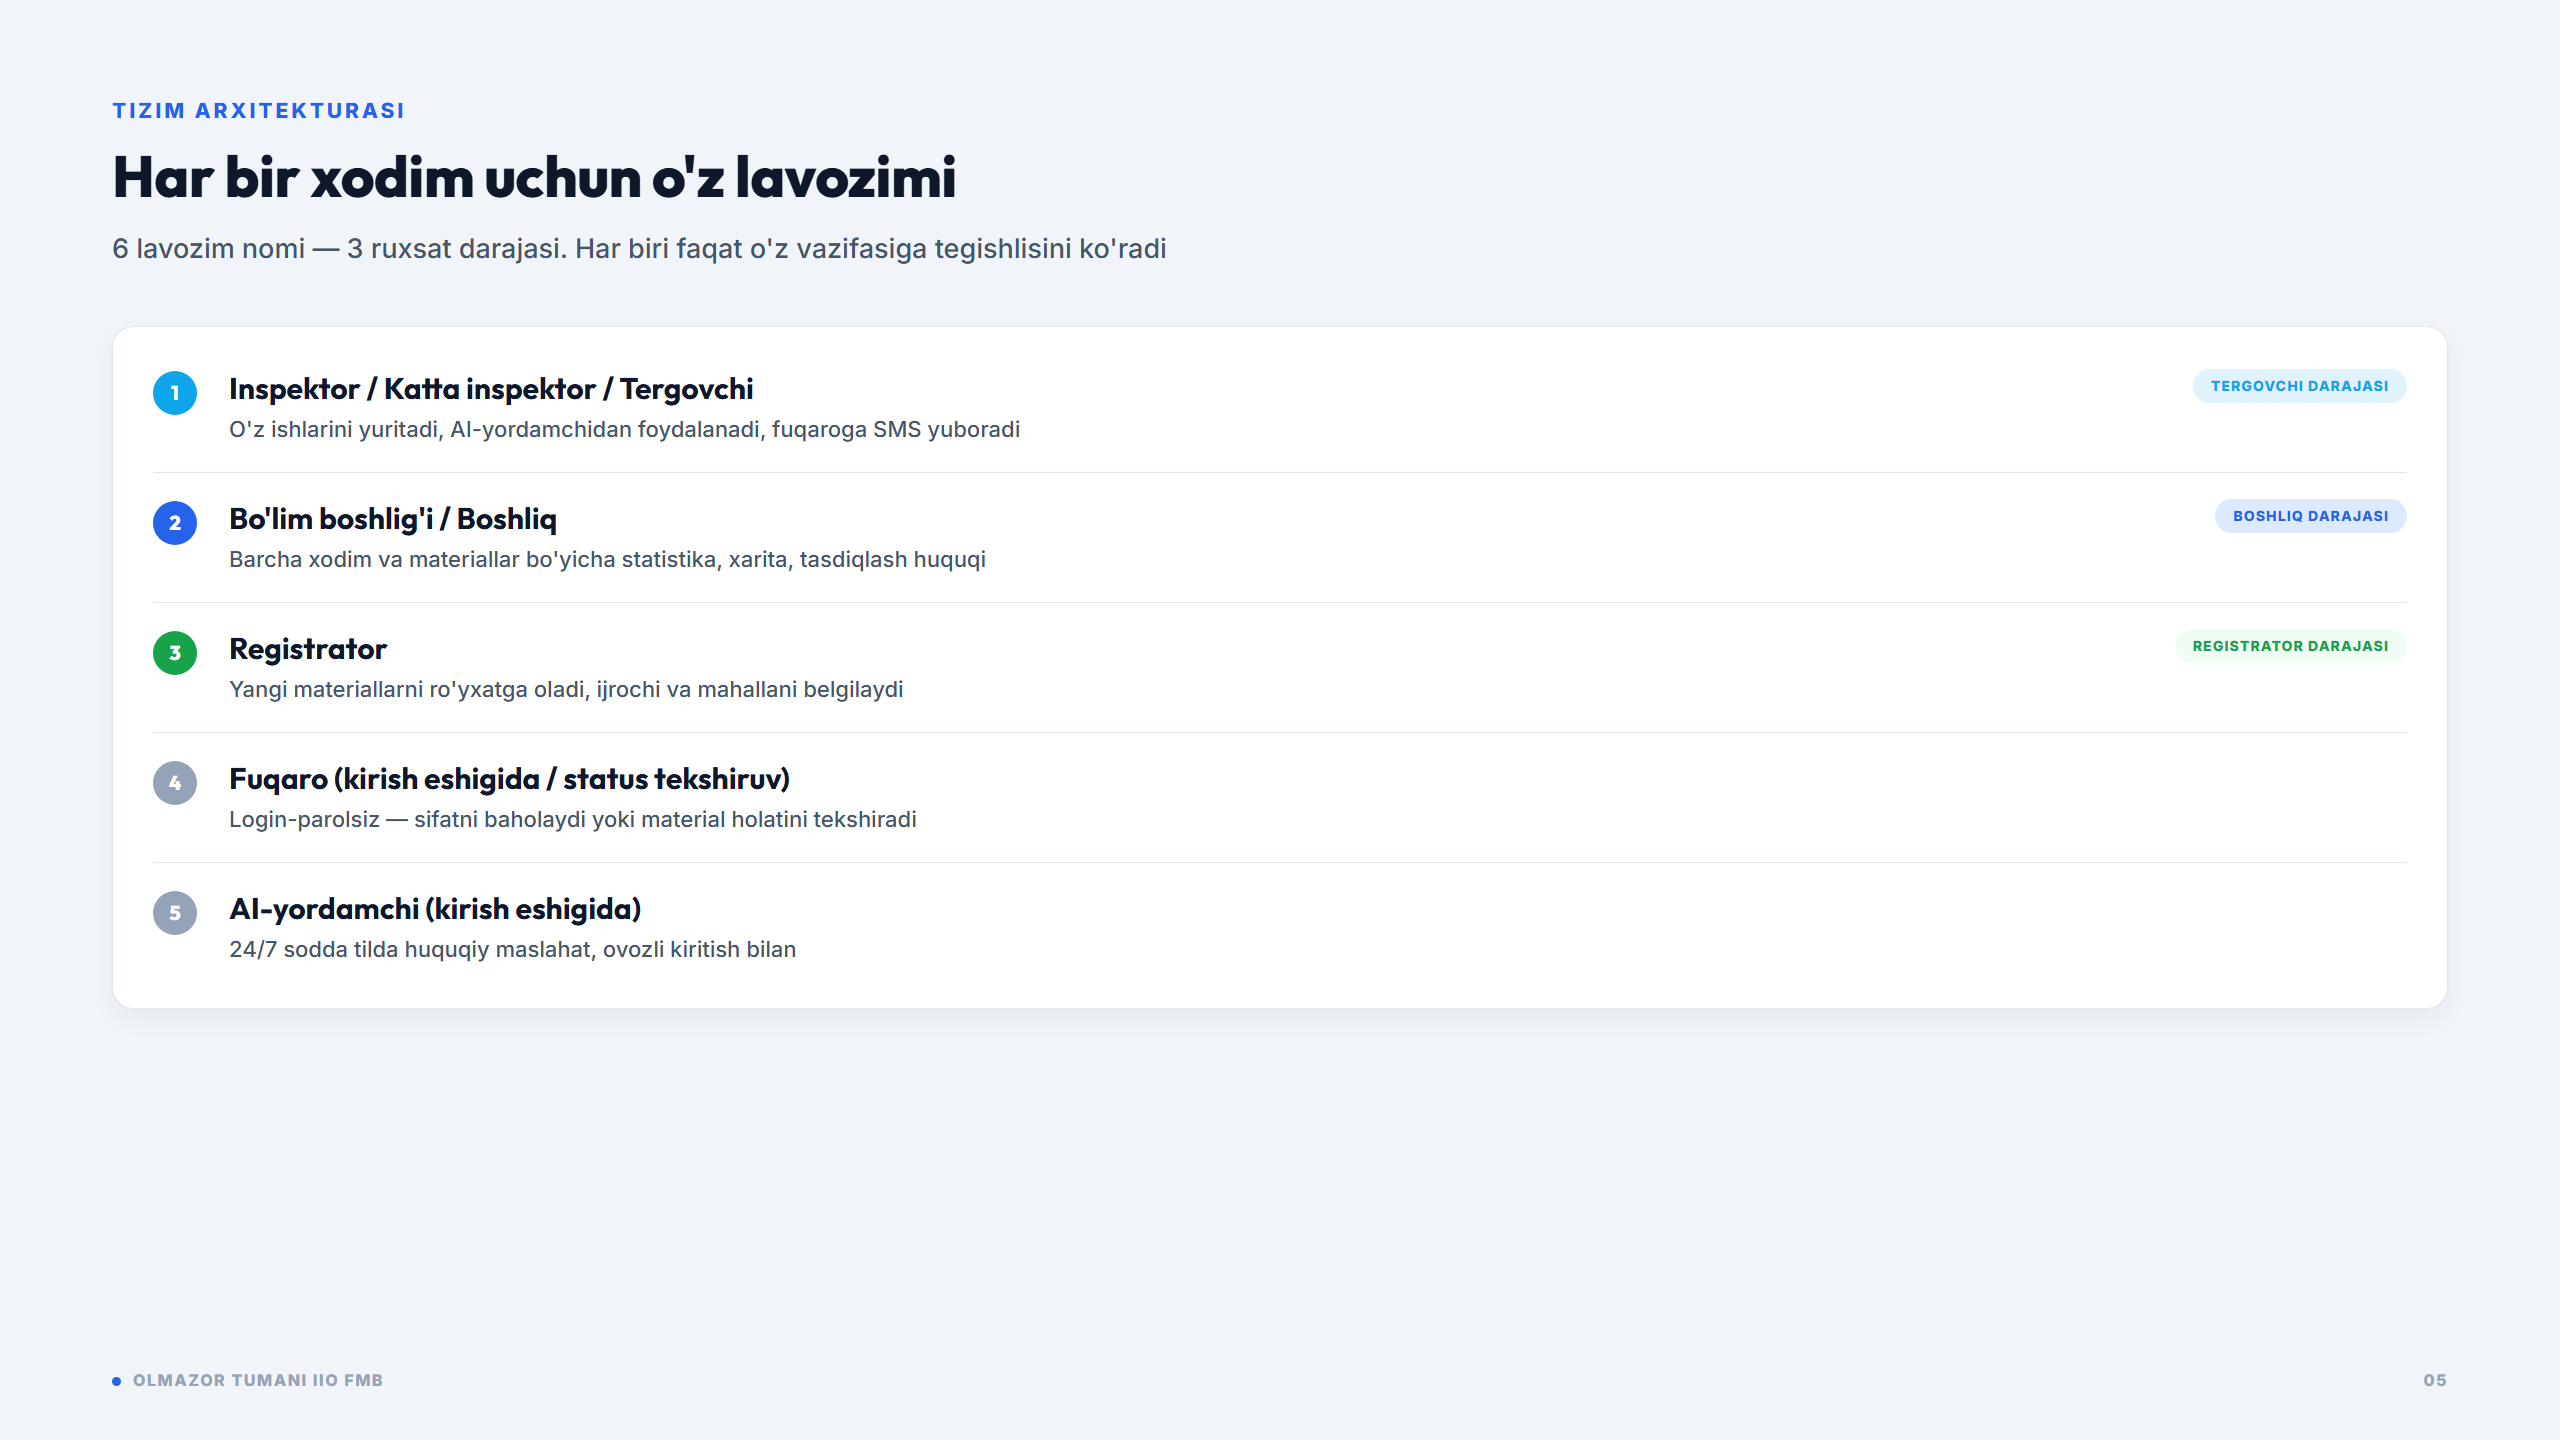 TIZIM ARXITEKTURASI
Har bir xodim uchun o'z lavozimi
6 lavozim nomi — 3 ruxsat darajasi. Har biri faqat o'z vazifasiga tegishlisini ko'radi
1
Inspektor / Katta inspektor / Tergovchi
TERGOVCHI DARAJASI
O'z ishlarini yuritadi, AI-yordamchidan foydalanadi, fuqaroga SMS yuboradi
2
Bo'lim boshlig'i / Boshliq
BOSHLIQ DARAJASI
Barcha xodim va materiallar bo'yicha statistika, xarita, tasdiqlash huquqi
3
Registrator
REGISTRATOR DARAJASI
Yangi materiallarni ro'yxatga oladi, ijrochi va mahallani belgilaydi
4
Fuqaro (kirish eshigida / status tekshiruv)
Login-parolsiz — sifatni baholaydi yoki material holatini tekshiradi
5
AI-yordamchi (kirish eshigida)
24/7 sodda tilda huquqiy maslahat, ovozli kiritish bilan
OLMAZOR TUMANI IIO FMB
05